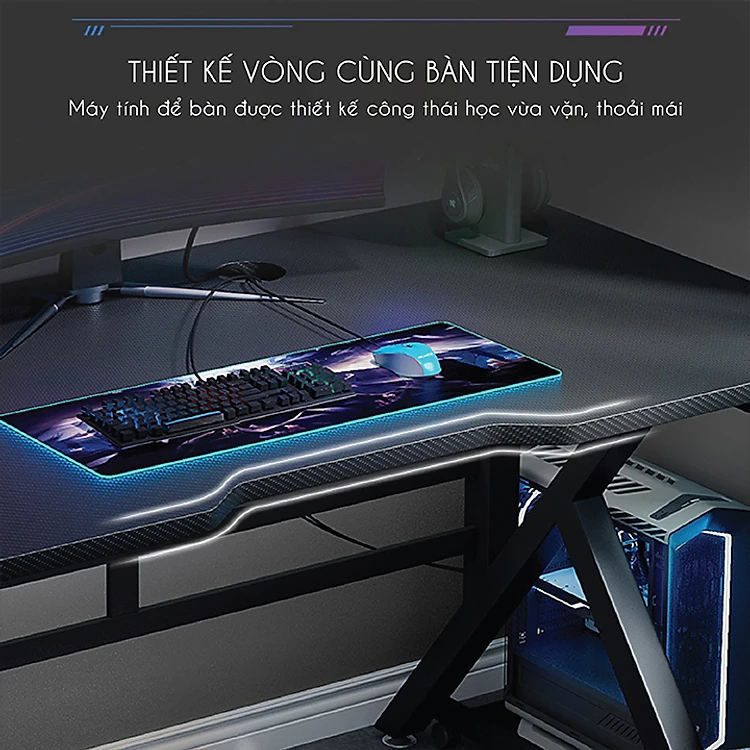 THIẾT KẾ VÒNG CÙNG BÀN TIỆN DỤNG
Máy tính để bàn được thiết kế công thái học vừa vặn, thoải mái